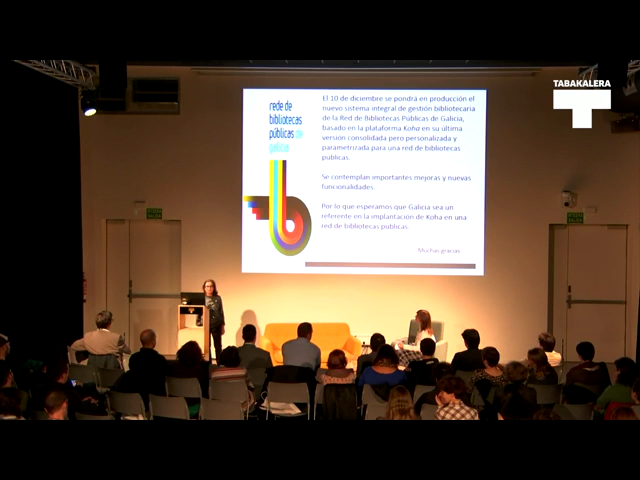 TABAKALERA
rede de
bibliotecas
públicas de
galicia
El 10 de diciembre se pondrá en producción el
nuevo sistema integral de gestión bibliotecaria
de la Red de Bibliotecas Públicas de Galicia,
basado en la plataforma Koha en su última
versión consolidada pero personalizada y
parametrizada para una red de bibliotecas
públicas.
Se contemplan importantes mejoras y nuevas
funcionalidades.
Por lo que esperamos que Galicia sea un
referente en la implantación de Koha en una
red de bibliotecas públicas.
Muchas gracias